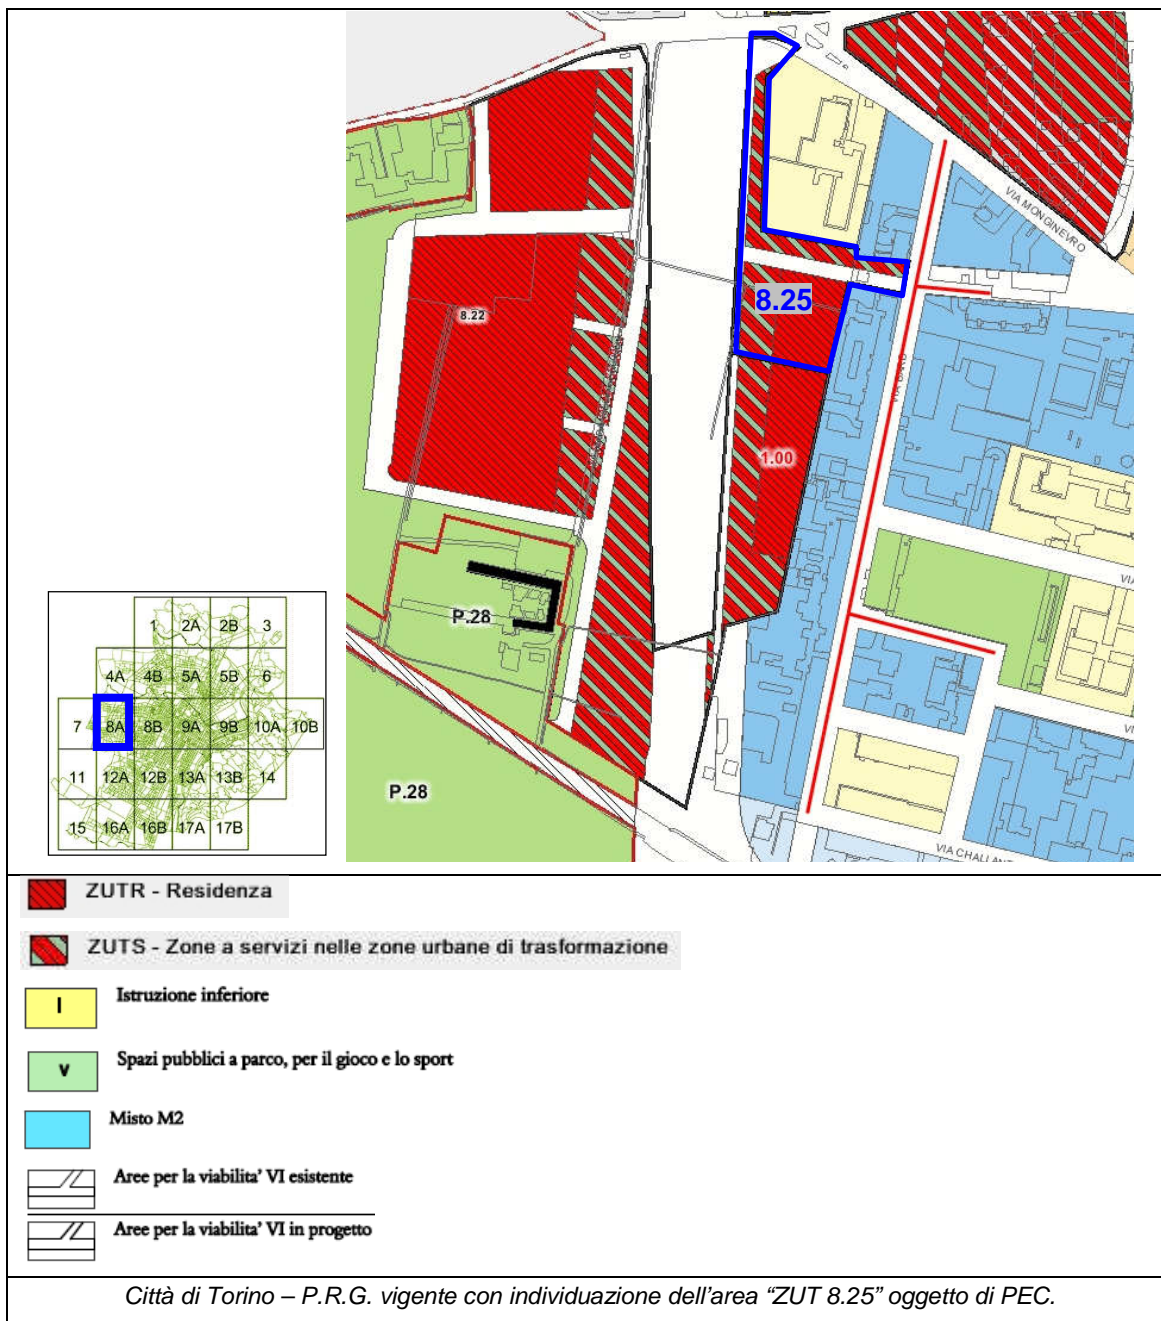 8.25
8.22
1.00
VIA MONGINEVRO
VIA BARD
VIA
P.28
P.28
VIA CHALLANT
1 2A 2B 3
4A 4B 5A 5B 6
7 8A 8B 9A 9B 10A 10B
11 12A 12B 13A 13B 14
15 16A 16B 17A 17B
ZUTR - Residenza
ZUTS - Zone a servizi nelle zone urbane di trasformazione
I Istruzione inferiore
v Spazi pubblici a parco, per il gioco e lo sport
Misto M2
Aree per la viabilita' VI esistente
Aree per la viabilita' VI in progetto
Città di Torino – P.R.G. vigente con individuazione dell'area “ZUT 8.25” oggetto di PEC.